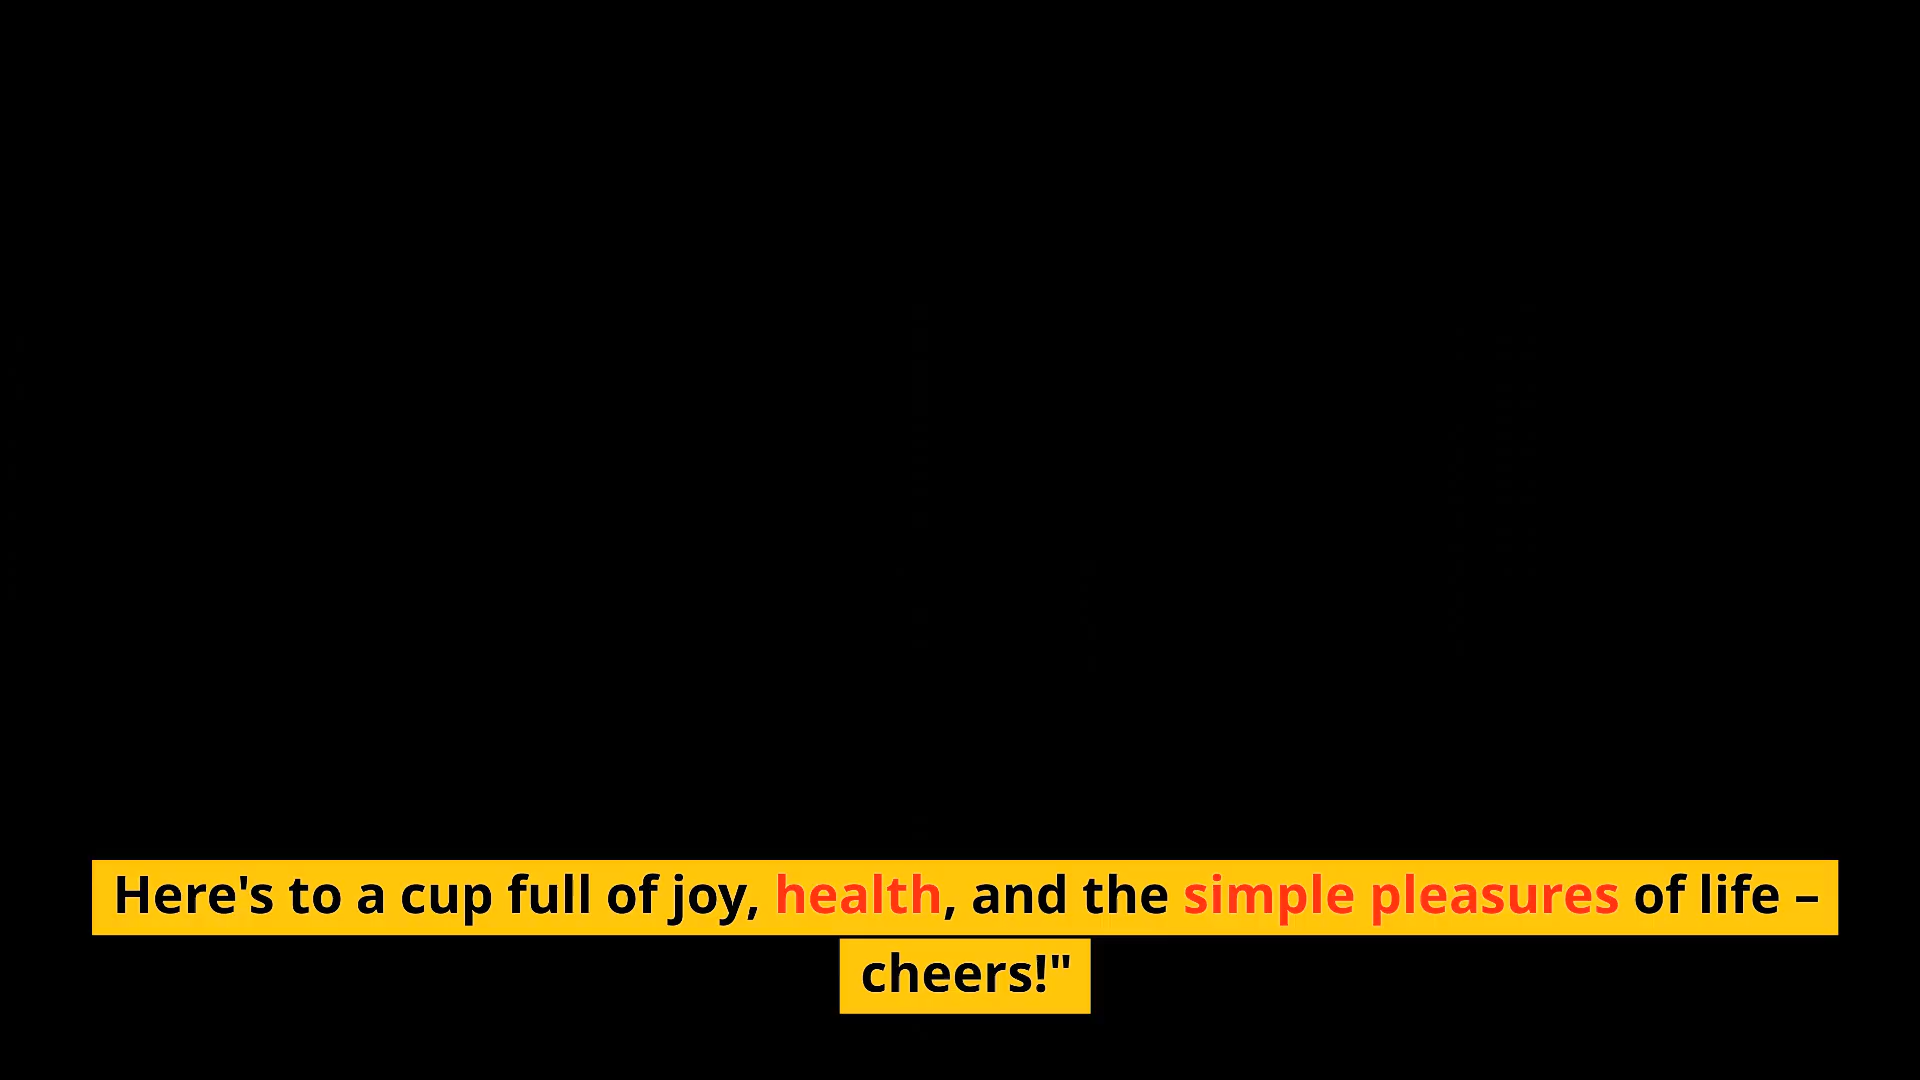 Here's to a cup full of joy, health, and the simple pleasures of life –
cheers!"